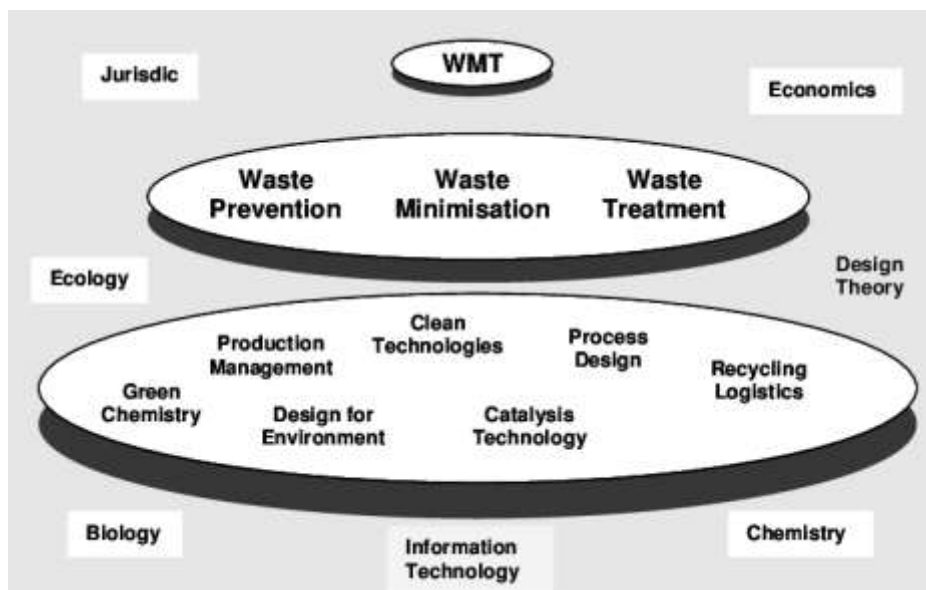 WMT
Jurisdic
Economics
Waste
Prevention
Waste
Minimisation
Waste
Treatment
Ecology
Design
Theory
Clean
Technologies
Production
Management
Process
Design
Recycling
Logistics
Green
Chemistry
Design for
Environment
Catalysis
Technology
Biology
Information
Technology
Chemistry